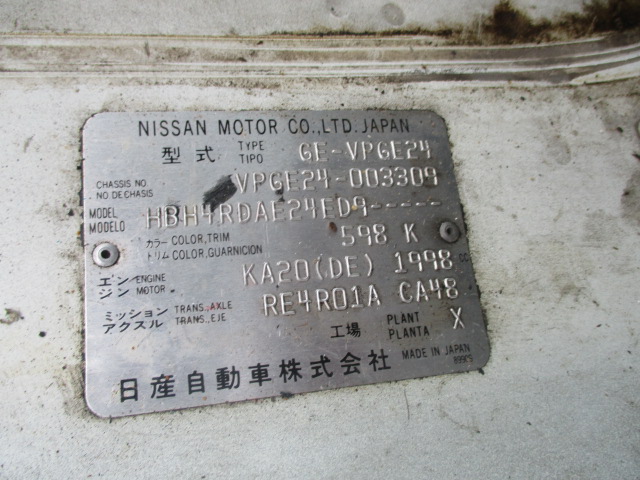 NISSAN MOTOR CO.,LTD. JAPAN
型式 TYPE TIPO GE-VPGE24
CHASSIS NO. NO DE CHASIS VPGE24-003309
MODEL MODELO HBH4RDAE24ED9-----
カラー COLOR,TRIM トリム COLOR,GUARNICION 598 K
エンジン ENGINE MOTOR KA20(DE) 1998 CC
ミッション アクスル TRANS.,AXLE TRANS.,EJE RE4R01A CA48
工場 PLANT PLANTA X
日産自動車株式会社 MADE IN JAPAN